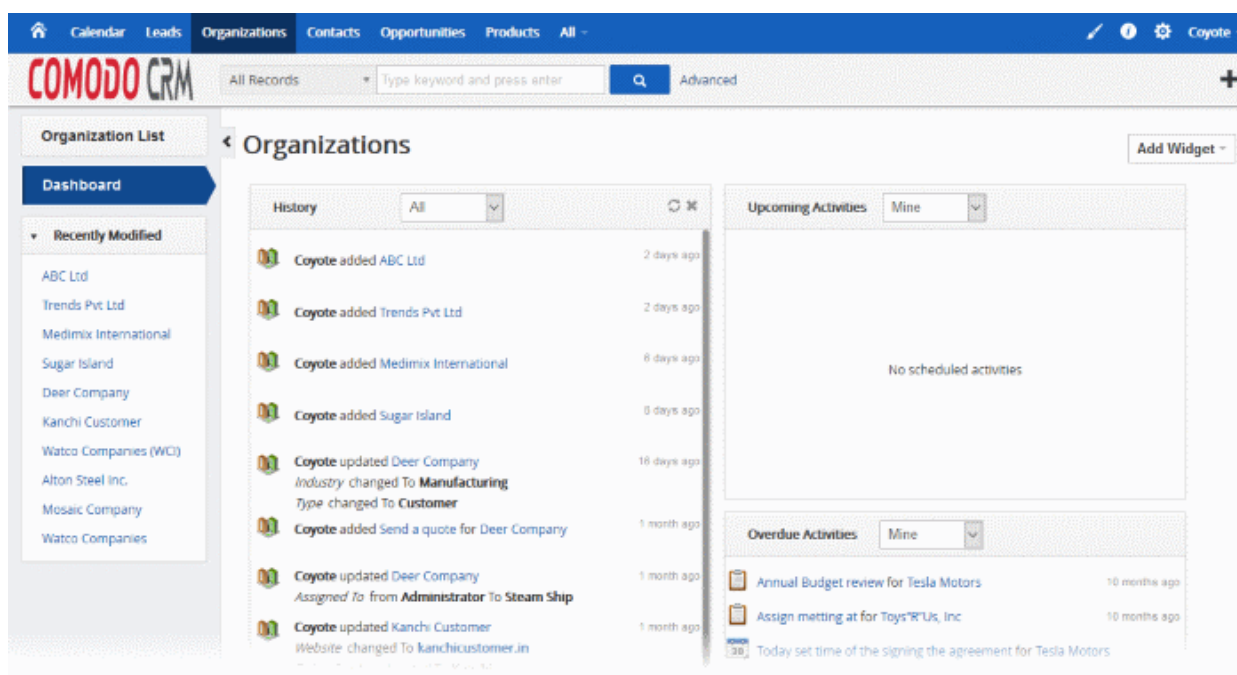 Calendar Leads Organizations Contacts Opportunities Products All Coyote
COMODO CRM
All Records Type keyword and press enter Advanced
Organization List
Dashboard
Recently Modified
ABC Ltd
Trends Pvt Ltd
Medimix International
Sugar Island
Deer Company
Kanchi Customer
Watco Companies (WCI)
Alton Steel Inc.
Mosaic Company
Watco Companies
Organizations
Add Widget
History All
Coyote added ABC Ltd 2 days ago
Coyote added Trends Pvt Ltd 2 days ago
Coyote added Medimix International 6 days ago
Coyote added Sugar Island 8 days ago
Coyote updated Deer Company 16 days ago
Industry changed To Manufacturing
Type changed To Customer
Coyote added Send a quote for Deer Company 1 month ago
Coyote updated Deer Company 1 month ago
Assigned To from Administrator To Steam Ship
Coyote updated Kanchi Customer 1 month ago
Website changed To kanchicustomer.in
Upcoming Activities Mine
No scheduled activities
Overdue Activities Mine
Annual Budget review for Tesla Motors 10 months ago
Assign metting at for Toys"R"Us, Inc 10 months ago
Today set time of the signing the agreement for Tesla Motors